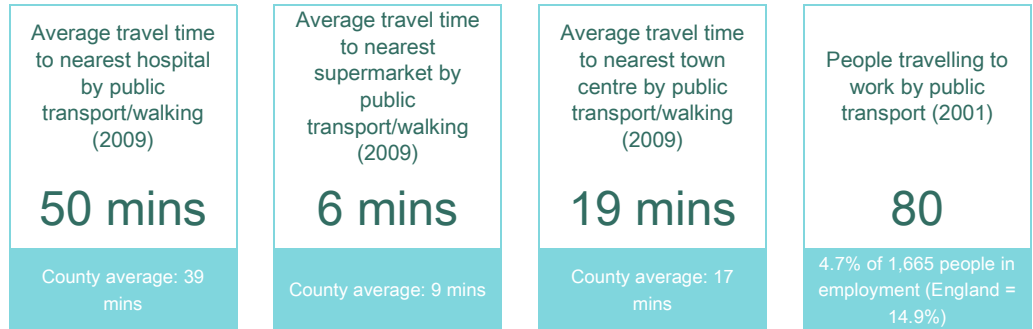 Average travel time
to nearest hospital
by public
transport/walking
(2009)
50 mins
County average: 39
mins
Average travel time
to nearest
supermarket by
public
transport/walking
(2009)
6 mins
County average: 9 mins
Average travel time
to nearest town
centre by public
transport/walking
(2009)
19 mins
County average: 17
mins
People travelling to
work by public
transport (2001)
80
4.7% of 1,665 people in
employment (England =
14.9%)